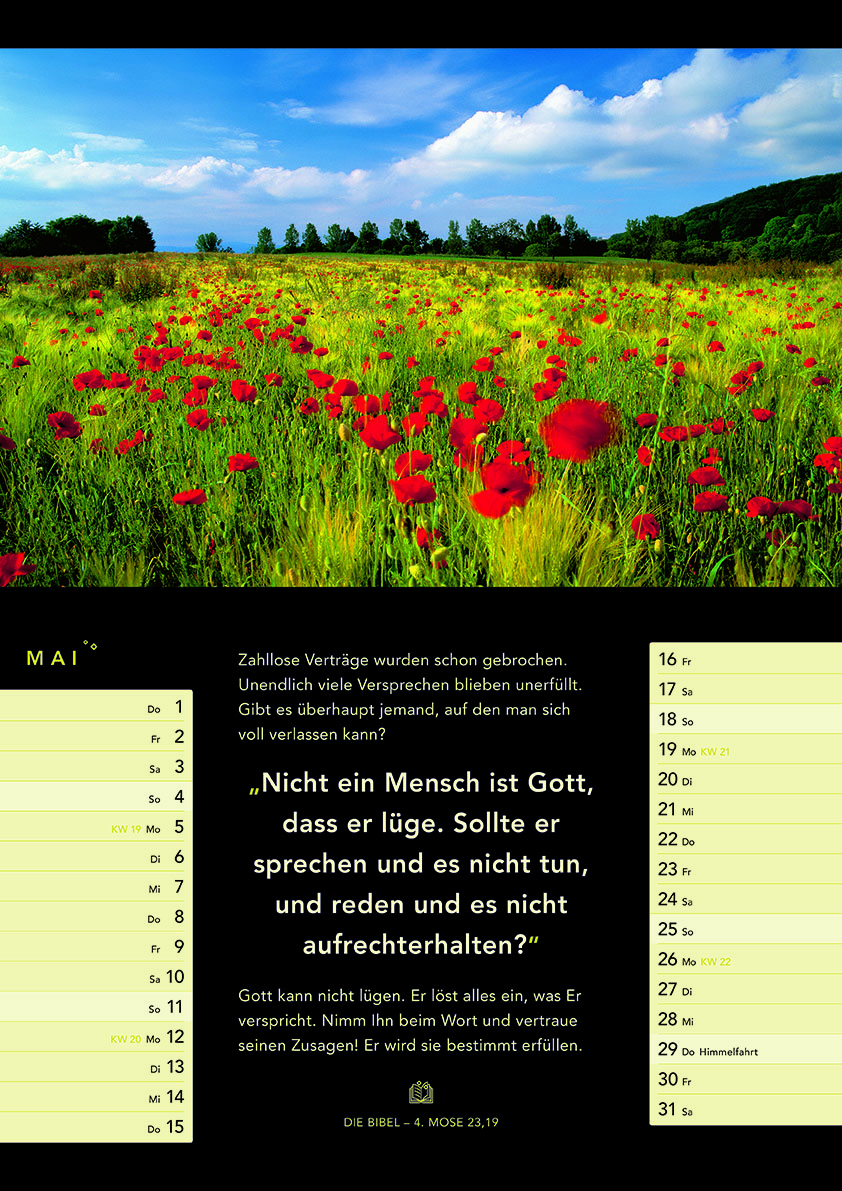 MAI
Do 1
Fr 2
Sa 3
So 4
KW 19 Mo 5
Di 6
Mi 7
Do 8
Fr 9
Sa 10
So 11
KW 20 Mo 12
Di 13
Mi 14
Do 15
Zahllose Verträge wurden schon gebrochen.
Unendlich viele Versprechen blieben unerfüllt.
Gibt es überhaupt jemand, auf den man sich
voll verlassen kann?
„Nicht ein Mensch ist Gott,
dass er lüge. Sollte er
sprechen und es nicht tun,
und reden und es nicht
aufrechterhalten?“
Gott kann nicht lügen. Er löst alles ein, was Er
verspricht. Nimm Ihn beim Wort und vertraue
seinen Zusagen! Er wird sie bestimmt erfüllen.
DIE BIBEL – 4. MOSE 23,19
16 Fr
17 Sa
18 So
19 Mo KW 21
20 Di
21 Mi
22 Do
23 Fr
24 Sa
25 So
26 Mo KW 22
27 Di
28 Mi
29 Do Himmelfahrt
30 Fr
31 Sa